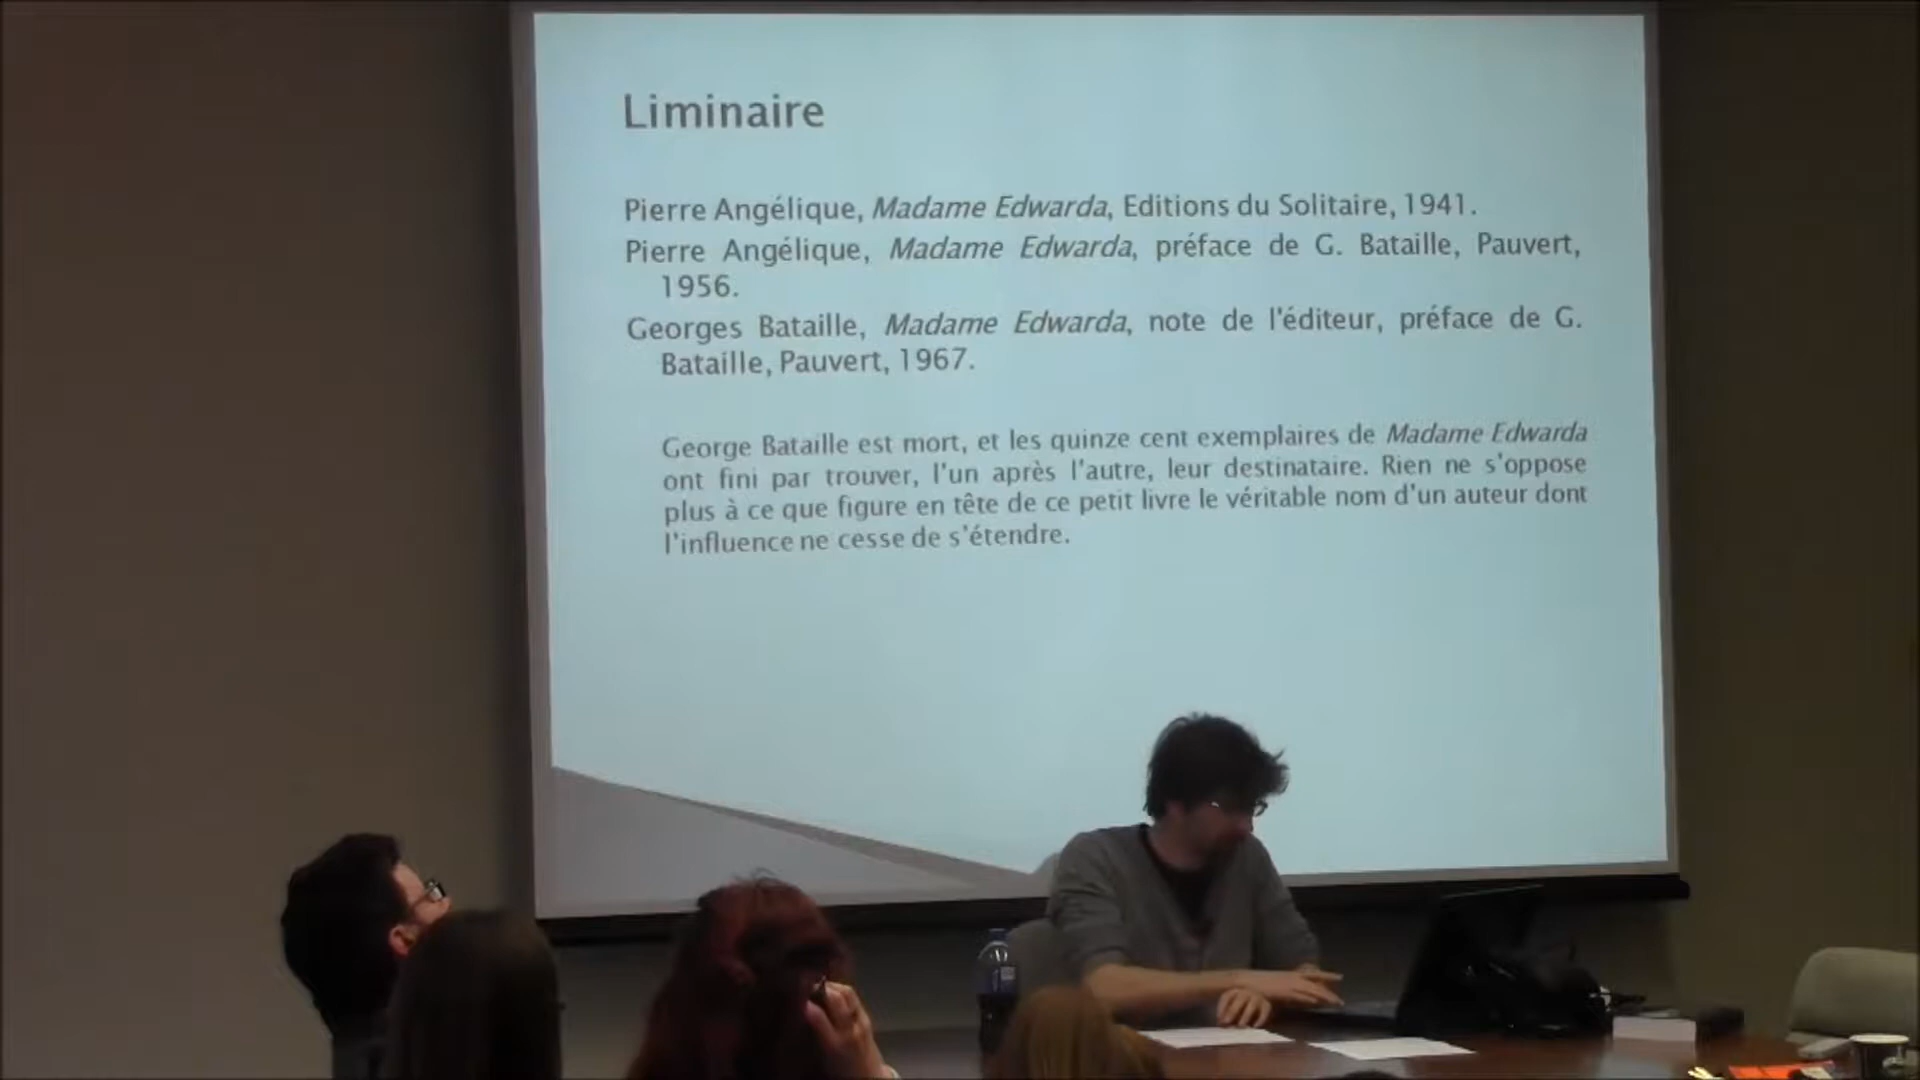 Liminaire
Pierre Angélique, Madame Edwarda, Editions du Solitaire, 1941.
Pierre Angélique, Madame Edwarda, préface de G. Bataille, Pauvert,
1956.
Georges Bataille, Madame Edwarda, note de l'éditeur, préface de G.
Bataille, Pauvert, 1967.
George Bataille est mort, et les quinze cent exemplaires de Madame Edwarda
ont fini par trouver, l'un après l'autre, leur destinataire. Rien ne s'oppose
plus à ce que figure en tête de ce petit livre le véritable nom d'un auteur dont
l'influence ne cesse de s'étendre.